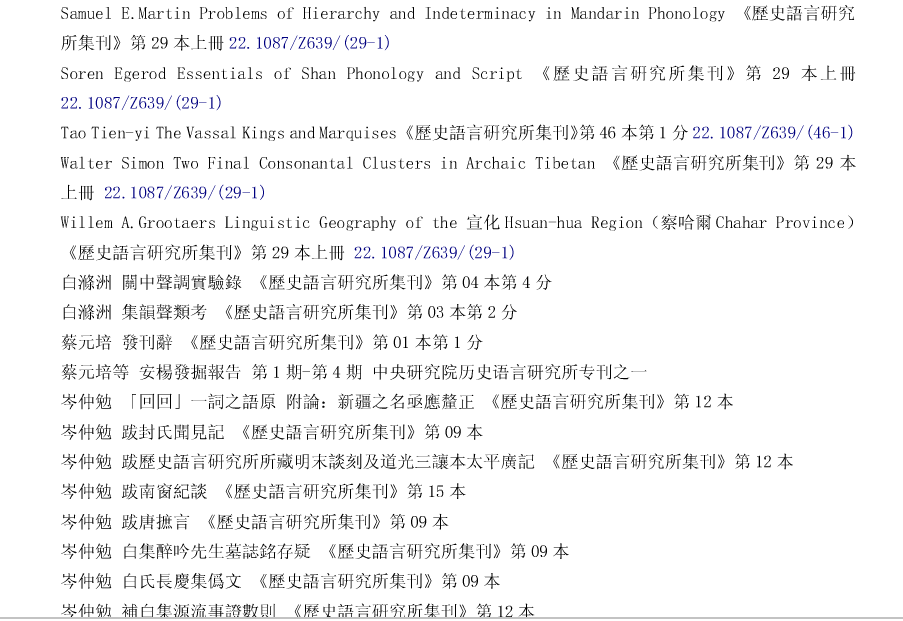 Samuel E.Martin Problems of Hierarchy and Indeterminacy in Mandarin Phonology 《歷史語言研究
所集刊》第 29 本上冊 22.1087/Z639/(29-1)
Soren Egerod Essentials of Shan Phonology and Script 《歷史語言研究所集刊》第 29 本上冊
22.1087/Z639/(29-1)
Tao Tien-yi The Vassal Kings and Marquises《歷史語言研究所集刊》第 46 本第 1 分 22.1087/Z639/(46-1)
Walter Simon Two Final Consonantal Clusters in Archaic Tibetan 《歷史語言研究所集刊》第 29 本
上冊 22.1087/Z639/(29-1)
Willem A.Grootaers Linguistic Geography of the 宣化 Hsuan-hua Region（察哈爾 Chahar Province）
《歷史語言研究所集刊》第 29 本上冊 22.1087/Z639/(29-1)
白滌洲 關中聲調實驗錄 《歷史語言研究所集刊》第 04 本第 4 分
白滌洲 集韻聲類考 《歷史語言研究所集刊》第 03 本第 2 分
蔡元培 發刊辭 《歷史語言研究所集刊》第 01 本第 1 分
蔡元培等 安楊發掘報告 第 1 期-第 4 期 中央研究院历史语言研究所专刊之一
岑仲勉 「回回」一詞之語原 附論：新疆之名亟應釐正 《歷史語言研究所集刊》第 12 本
岑仲勉 跋封氏聞見記 《歷史語言研究所集刊》第 09 本
岑仲勉 跋歷史語言研究所所藏明末談刻及道光三讓本太平廣記 《歷史語言研究所集刊》第 12 本
岑仲勉 跋南窗紀談 《歷史語言研究所集刊》第 15 本
岑仲勉 跋唐摭言 《歷史語言研究所集刊》第 09 本
岑仲勉 白集醉吟先生墓誌銘存疑 《歷史語言研究所集刊》第 09 本
岑仲勉 白氏長慶集僞文 《歷史語言研究所集刊》第 09 本
岑仲勉 補白集源流事證數則 《歷史語言研究所集刊》第 12 本